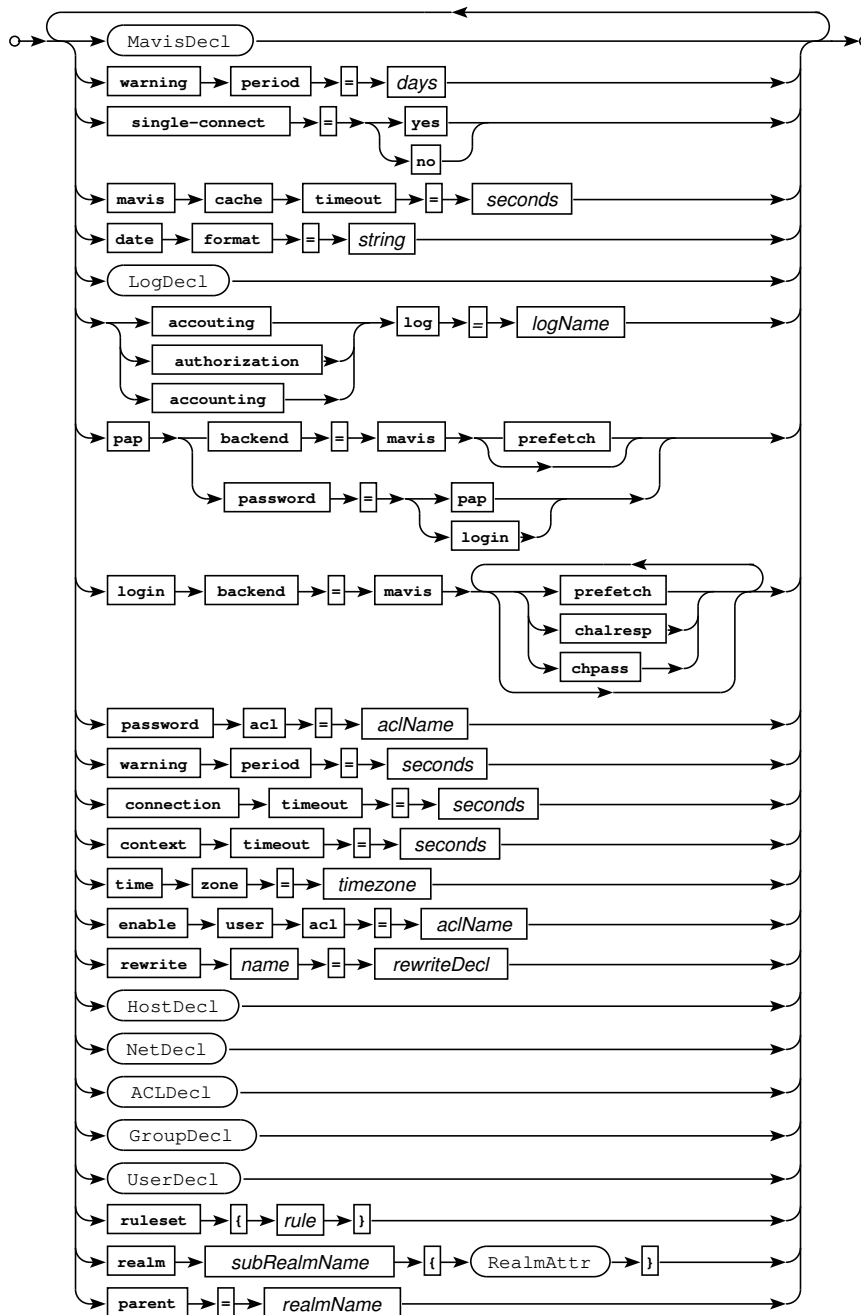 MavisDecl
warning period = days
single-connect = yes
no
mavis cache timeout = seconds
date format = string
LogDecl
accouting log = logName
authorization
accounting
pap backend = mavis prefetch
password = pap
login
login backend = mavis prefetch
chalresp
chpass
password acl = aclName
warning period = seconds
connection timeout = seconds
context timeout = seconds
time zone = timezone
enable user acl = aclName
rewrite name = rewriteDecl
HostDecl
NetDecl
ACLDecl
GroupDecl
UserDecl
ruleset { rule }
realm subRealmName { RealmAttr }
parent = realmName